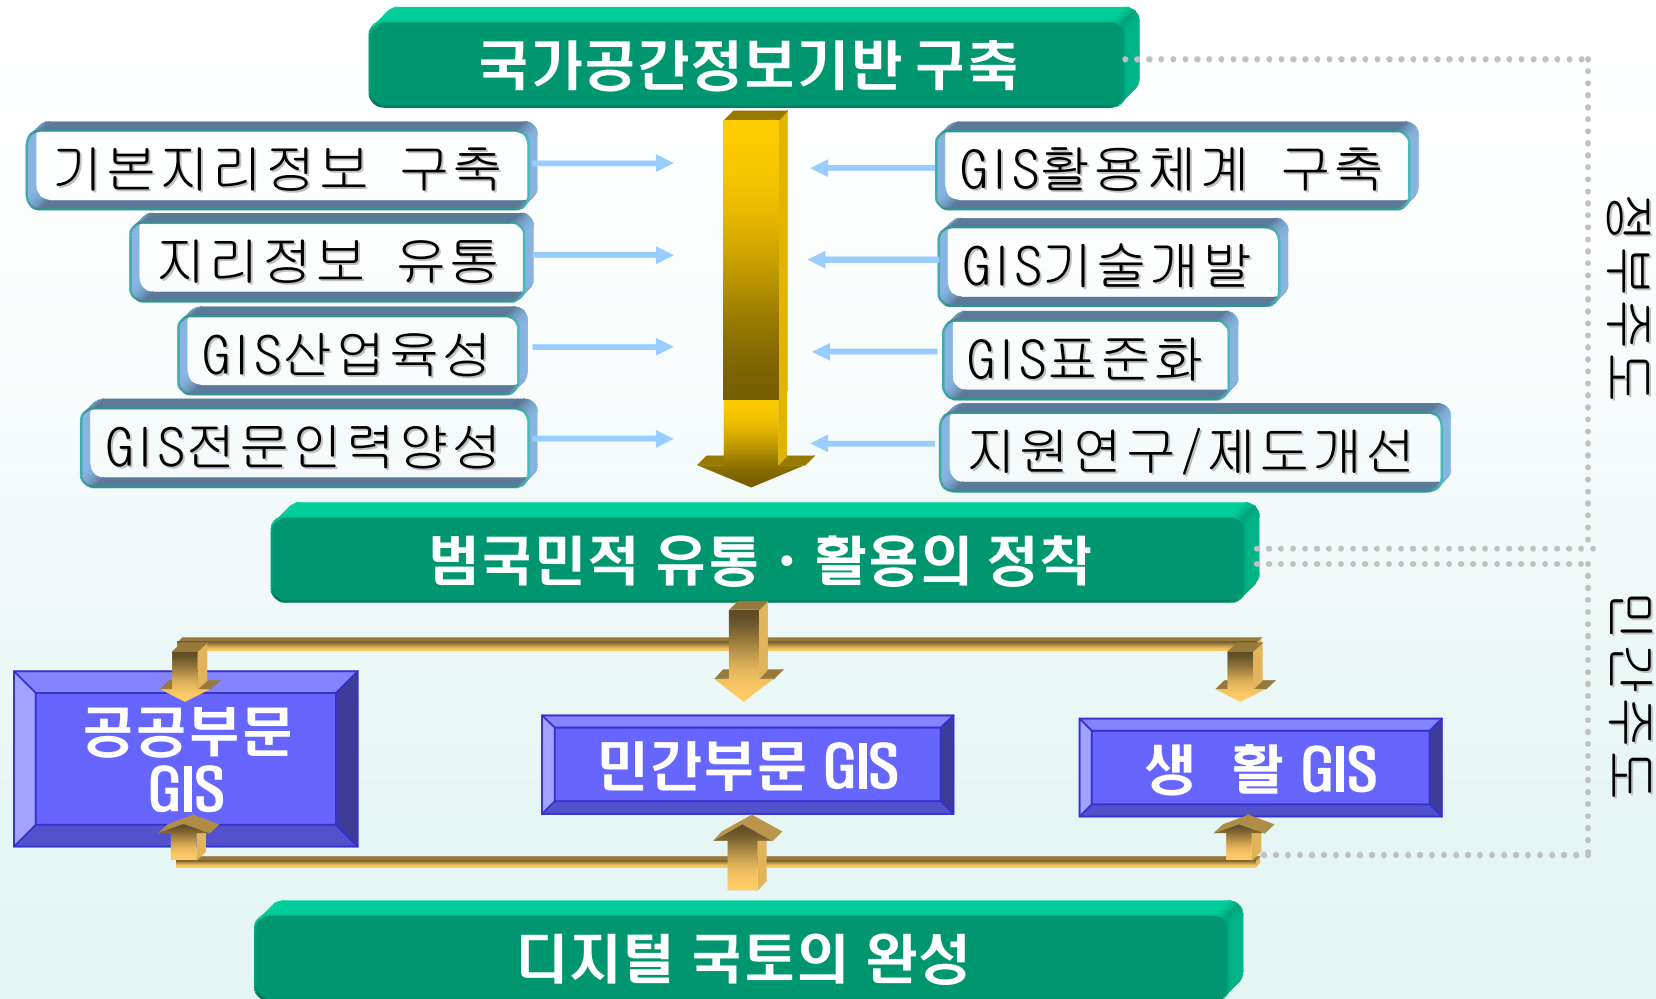 국가공간정보기반 구축
기본지리정보 구축
GIS활용체계 구축
지리정보 유통
GIS기술개발
GIS산업육성
GIS표준화
GIS전문인력양성
지원연구/제도개선
정부주도
범국민적 유통 · 활용의 정착
공공부문
GIS
민간부문 GIS
생 활 GIS
민간주도
디지털 국토의 완성